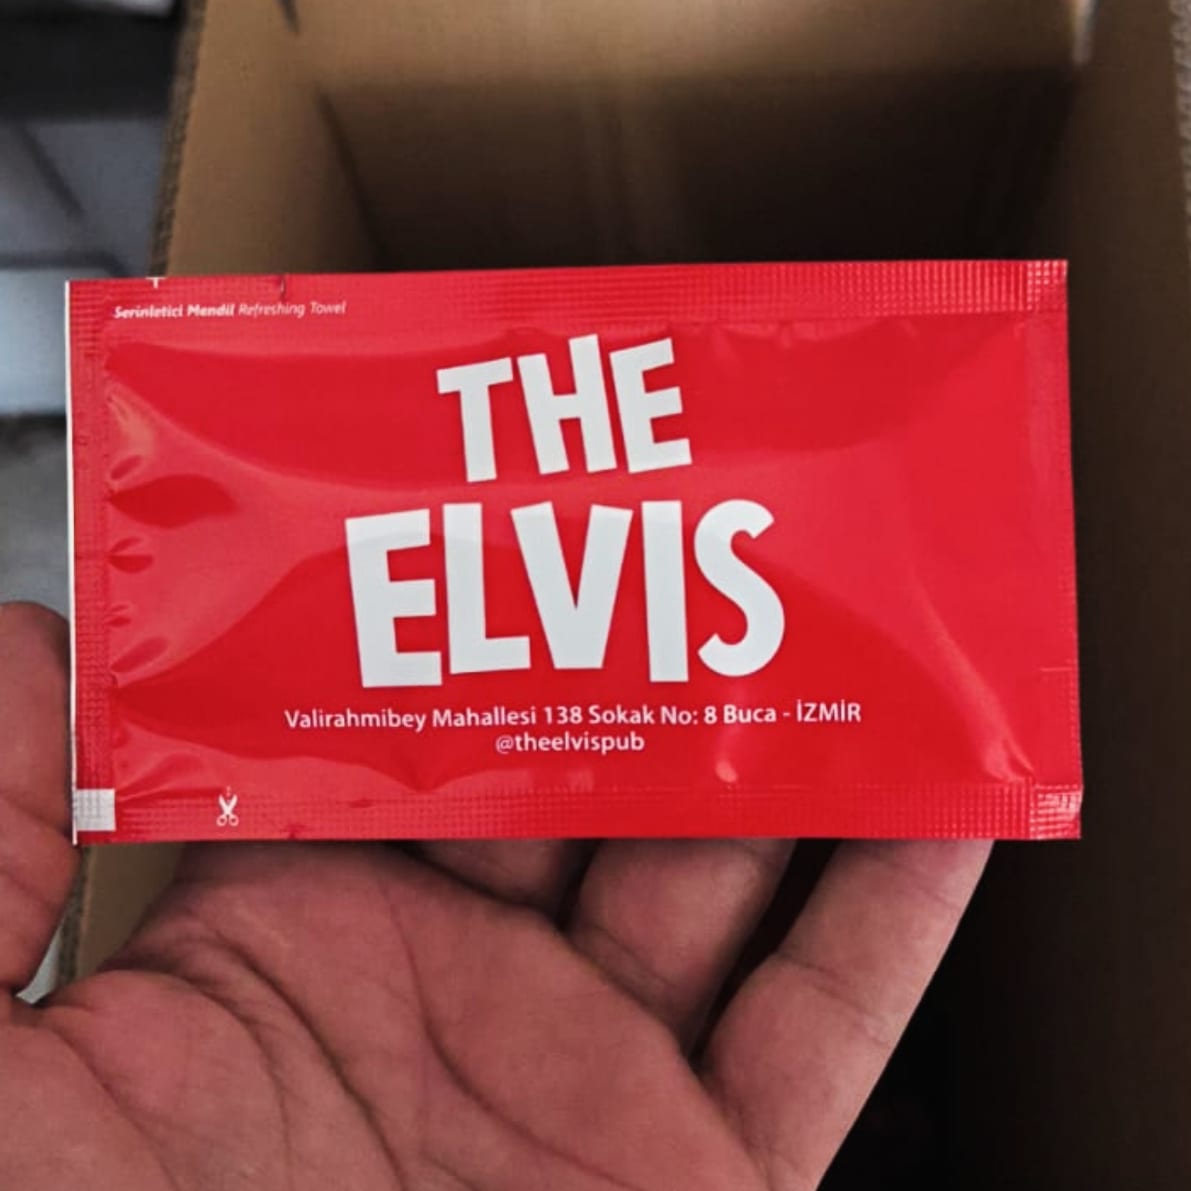 Serinletici Mendil Refreshing Towel
THE
ELVIS
Valirahmibey Mahallesi 138 Sokak No: 8 Buca - İZMİR
@theelvispub